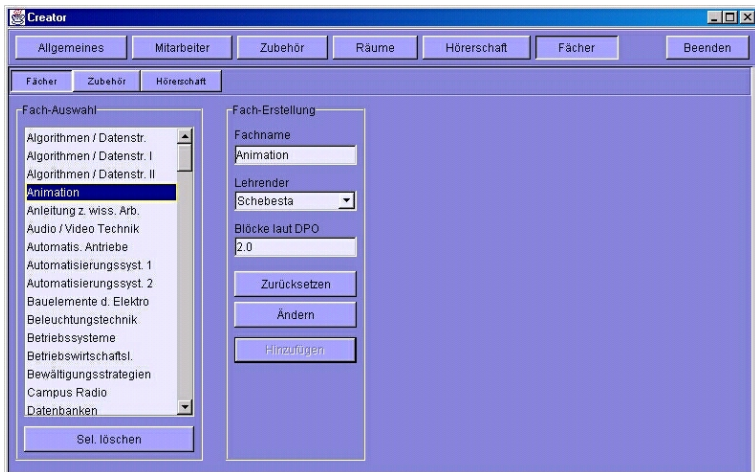 Creator
Allgemeines Mitarbeiter Zubehör Räume Hörerschaft Fächer Beenden
Fächer Zubehör Hörerschaft
Fach-Auswahl
Algorithmen / Datenstr.
Algorithmen / Datenstr. I
Algorithmen / Datenstr. II
Animation
Anleitung z. wiss. Arb.
Audio / Video Technik
Automatis. Antriebe
Automatisierungssyst. 1
Automatisierungssyst. 2
Bauelemente d. Elektro
Beleuchtungstechnik
Betriebssysteme
Betriebswirtschaftsl.
Bewältigungsstrategien
Campus Radio
Datenbanken
Sel. löschen
Fach-Erstellung
Fachname
Animation
Lehrender
Schebesta
Blöcke laut DPO
2.0
Zurücksetzen
Ändern
Hinzufügen